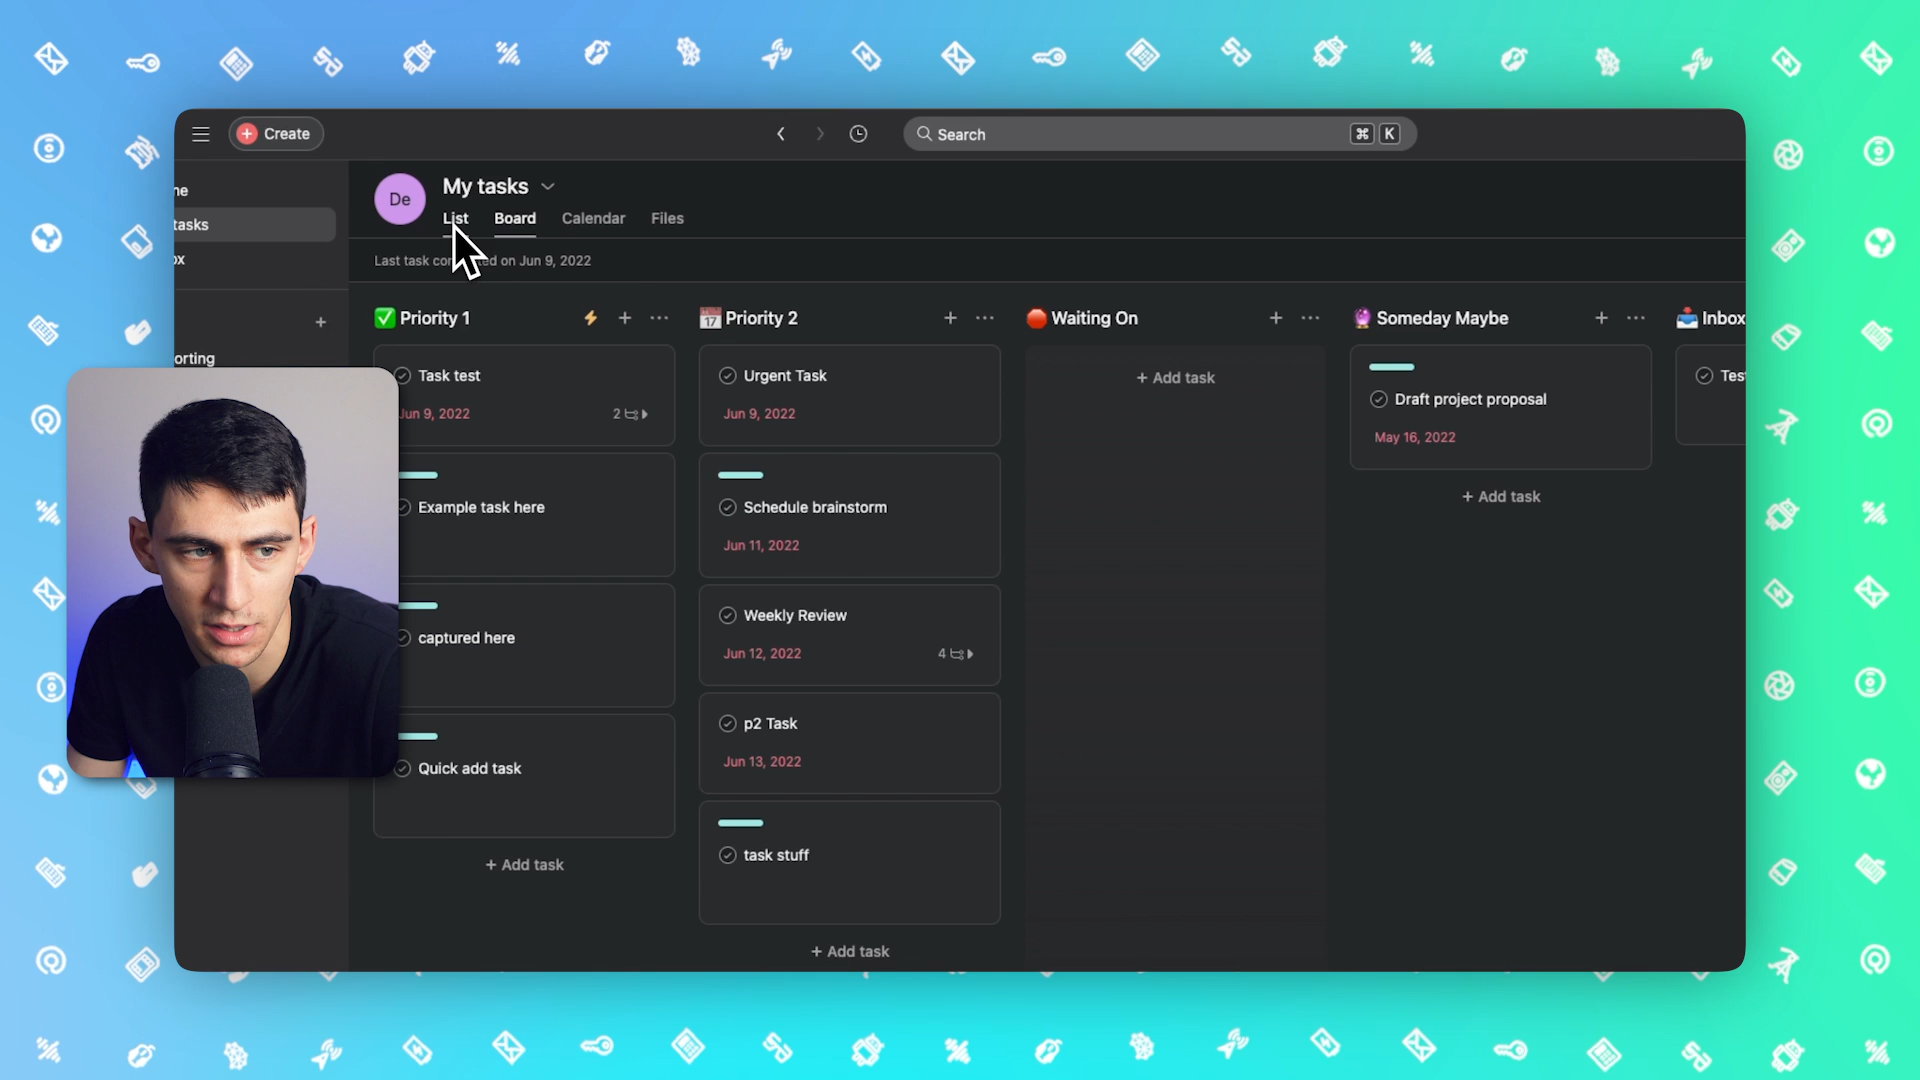 Create
Search
⌘ K
ne
tasks
ox
orting
De
My tasks
List Board Calendar Files
Last task co ed on Jun 9, 2022
Priority 1
Task test
Jun 9, 2022
2
Example task here
captured here
Quick add task
+ Add task
17
Priority 2
Urgent Task
Jun 9, 2022
Schedule brainstorm
Jun 11, 2022
Weekly Review
Jun 12, 2022
4
p2 Task
Jun 13, 2022
task stuff
+ Add task
Waiting On
+ Add task
Someday Maybe
Draft project proposal
May 16, 2022
+ Add task
Inbox
Tes